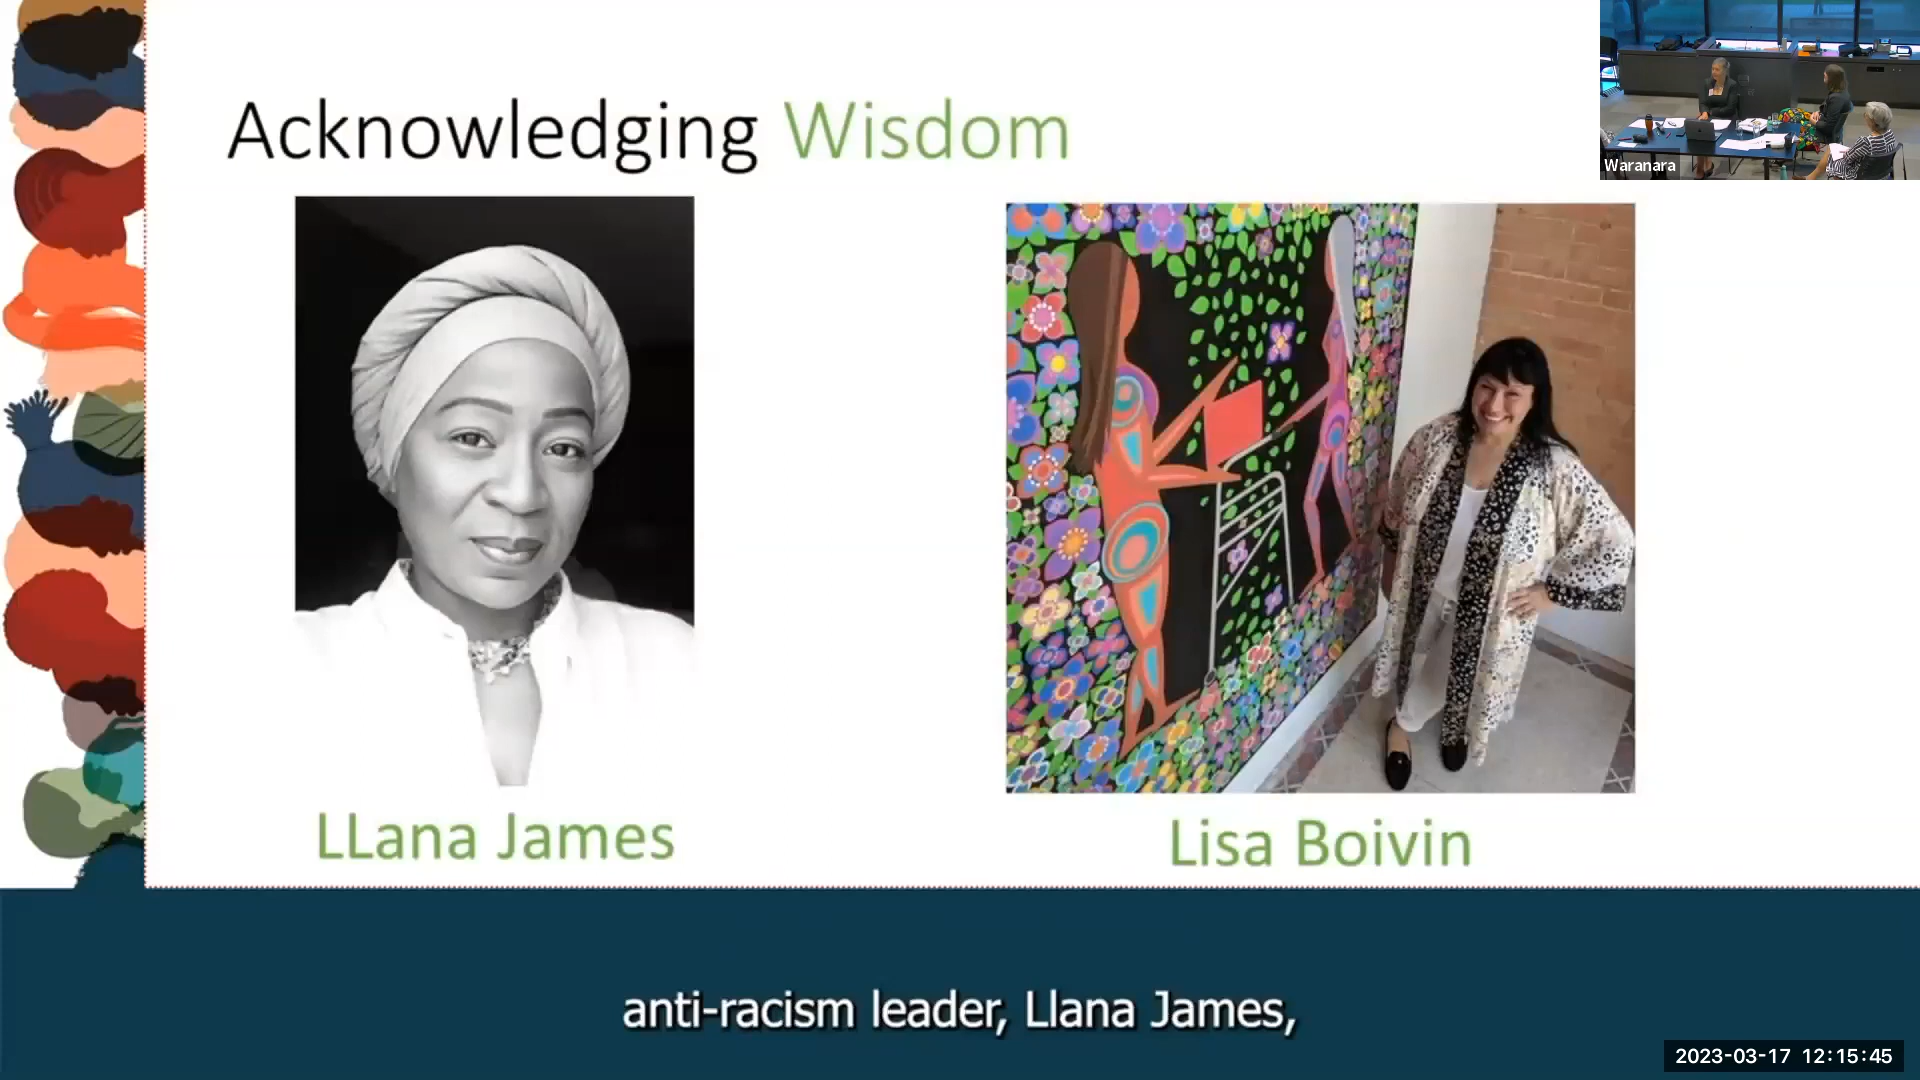 Acknowledging Wisdom
Waranara
LLana James
Lisa Boivin
anti-racism leader, Llana James,
2023-03-17 12:15:45